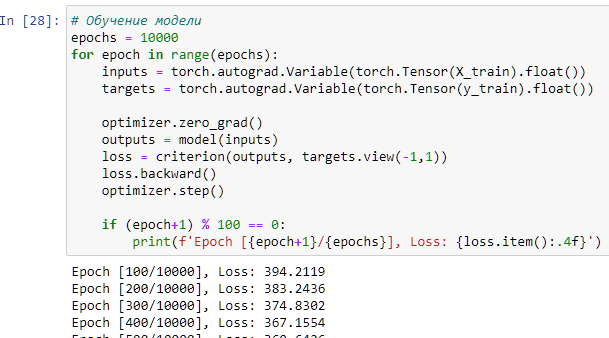 In [28]: # Обучение модели
epochs = 10000
for epoch in range(epochs):
    inputs = torch.autograd.Variable(torch.Tensor(X_train).float())
    targets = torch.autograd.Variable(torch.Tensor(y_train).float())
    optimizer.zero_grad()
    outputs = model(inputs)
    loss = criterion(outputs, targets.view(-1,1))
    loss.backward()
    optimizer.step()
    if (epoch+1) % 100 == 0:
        print(f'Epoch [{epoch+1}/{epochs}], Loss: {loss.item():.4f}')
Epoch [100/10000], Loss: 394.2119
Epoch [200/10000], Loss: 383.2436
Epoch [300/10000], Loss: 374.8302
Epoch [400/10000], Loss: 367.1554